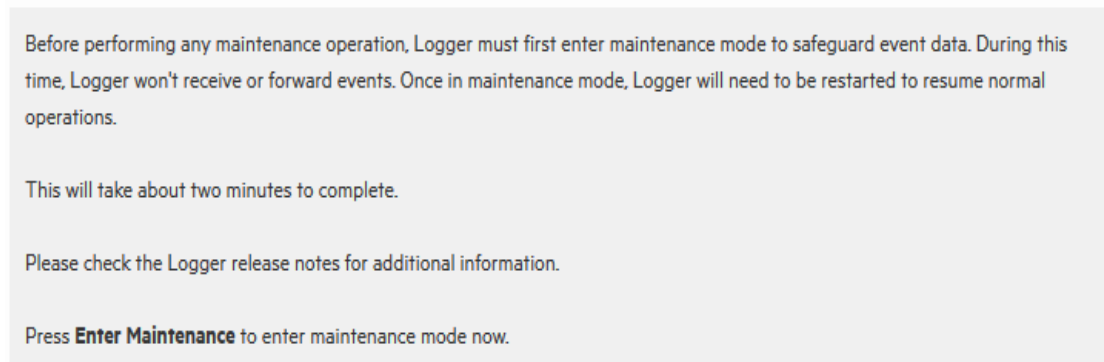 Before performing any maintenance operation, Logger must first enter maintenance mode to safeguard event data. During this
time, Logger won't receive or forward events. Once in maintenance mode, Logger will need to be restarted to resume normal
operations.
This will take about two minutes to complete.
Please check the Logger release notes for additional information.
Press Enter Maintenance to enter maintenance mode now.